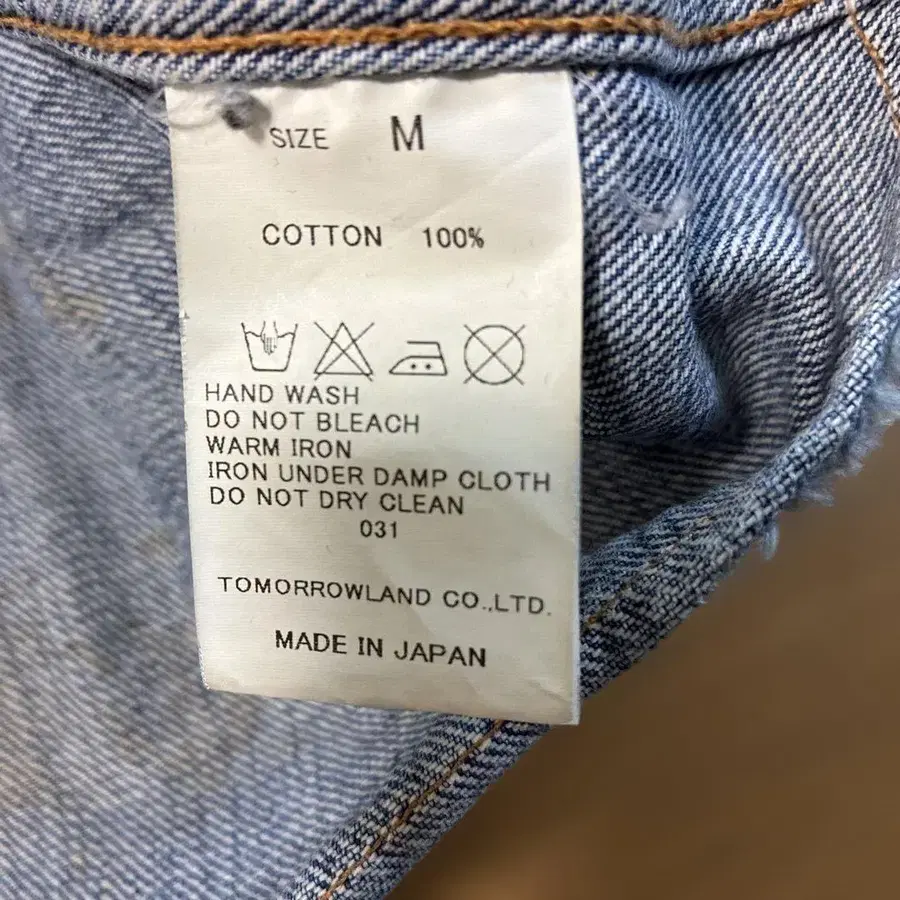 SIZE M
COTTON 100%
HAND WASH
DO NOT BLEACH
WARM IRON
IRON UNDER DAMP CLOTH
DO NOT DRY CLEAN
031
TOMORROWLAND CO.,LTD.
MADE IN JAPAN